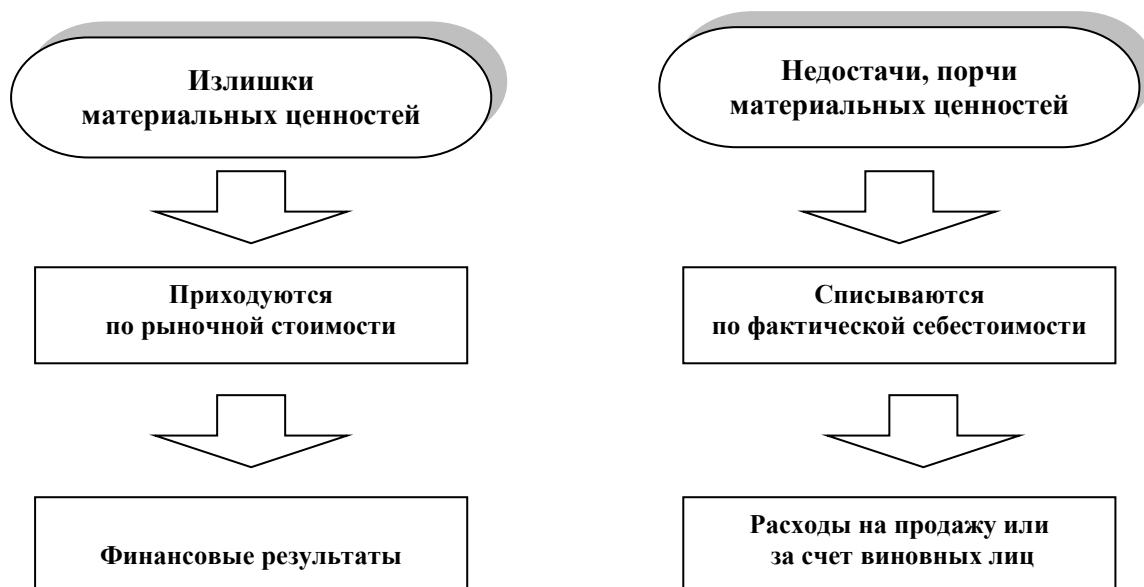 Излишки
материальных ценностей
Недостачи, порчи
материальных ценностей
Приходуются
по рыночной стоимости
Списываются
по фактической себестоимости
Финансовые результаты
Расходы на продажу или
за счет виновных лиц